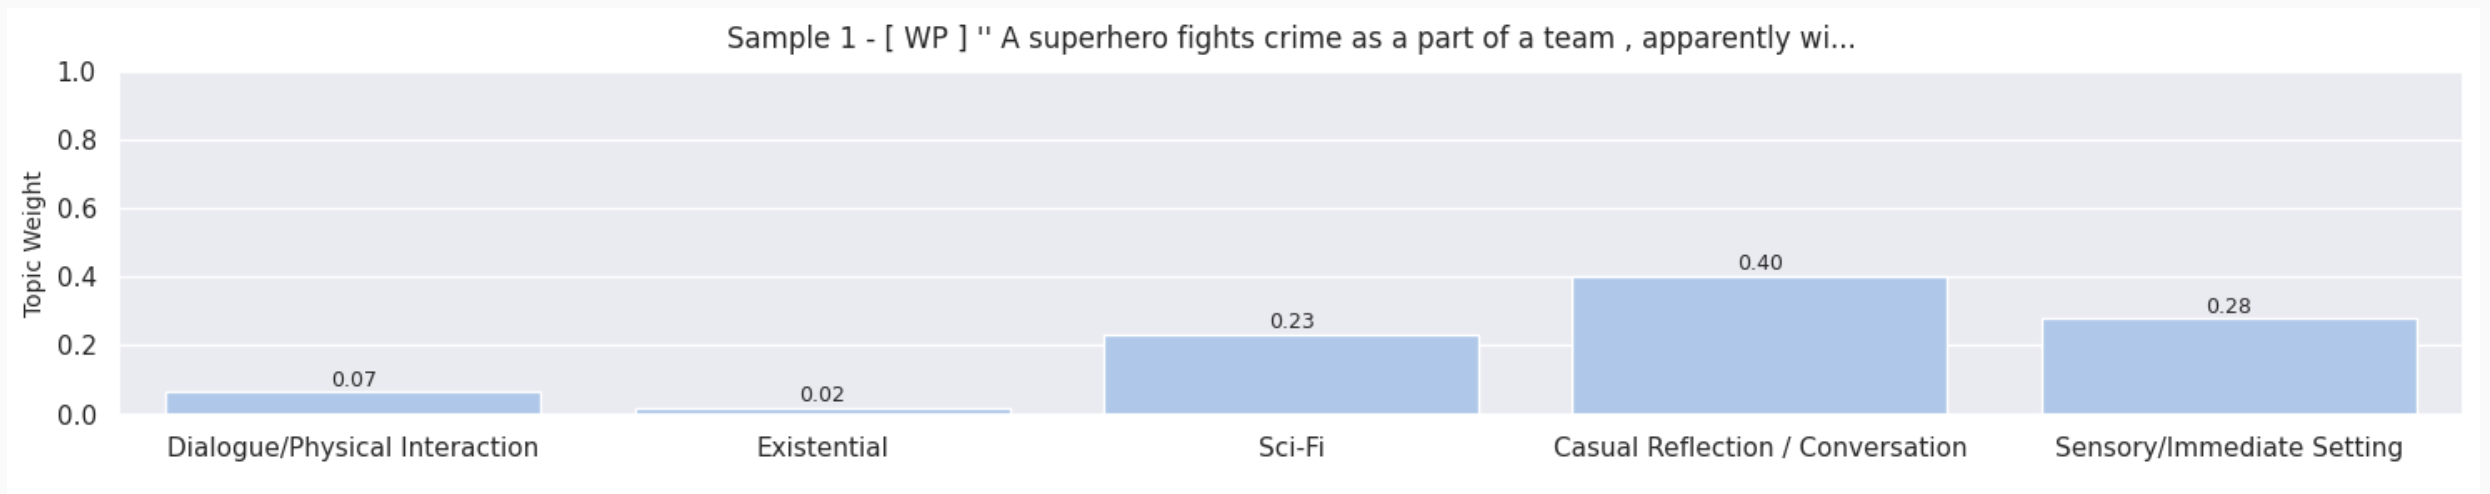 Sample 1 - [ WP ] '' A superhero fights crime as a part of a team , apparently wi...
Topic Weight
1.0
0.8
0.6
0.4
0.2
0.0
0.07
0.02
0.23
0.40
0.28
Dialogue/Physical Interaction
Existential
Sci-Fi
Casual Reflection / Conversation
Sensory/Immediate Setting